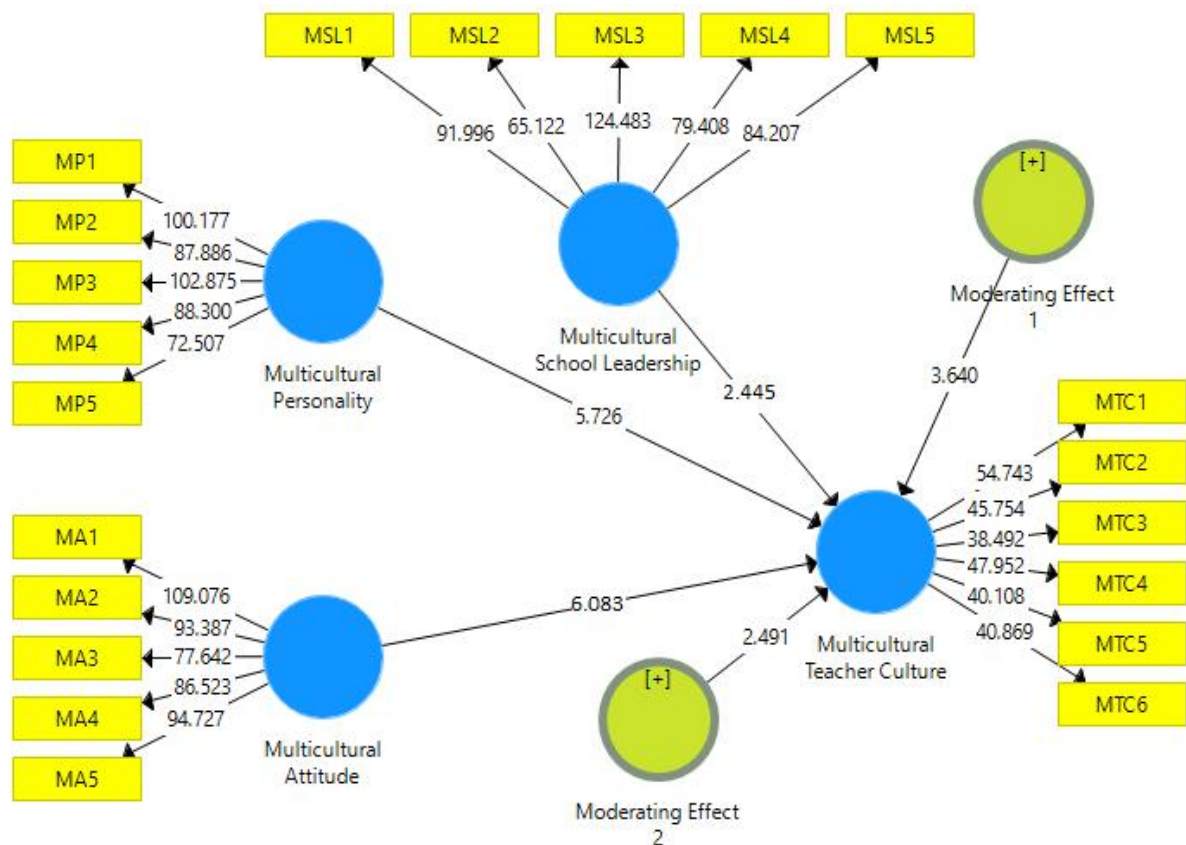 MSL1
MSL2
MSL3
MSL4
MSL5
91.996
65.122
124.483
79.408
84.207
MP1
MP2
MP3
MP4
MP5
100.177
87.886
102.875
88.300
72.507
Multicultural
Personality
Multicultural
School Leadership
[+]
Moderating Effect
1
5.726
2.445
3.640
MA1
MA2
MA3
MA4
MA5
109.076
93.387
77.642
86.523
94.727
Multicultural
Attitude
6.083
[+]
Moderating Effect
2
2.491
Multicultural
Teacher Culture
54.743
45.754
38.492
47.952
40.108
40.869
MTC1
MTC2
MTC3
MTC4
MTC5
MTC6